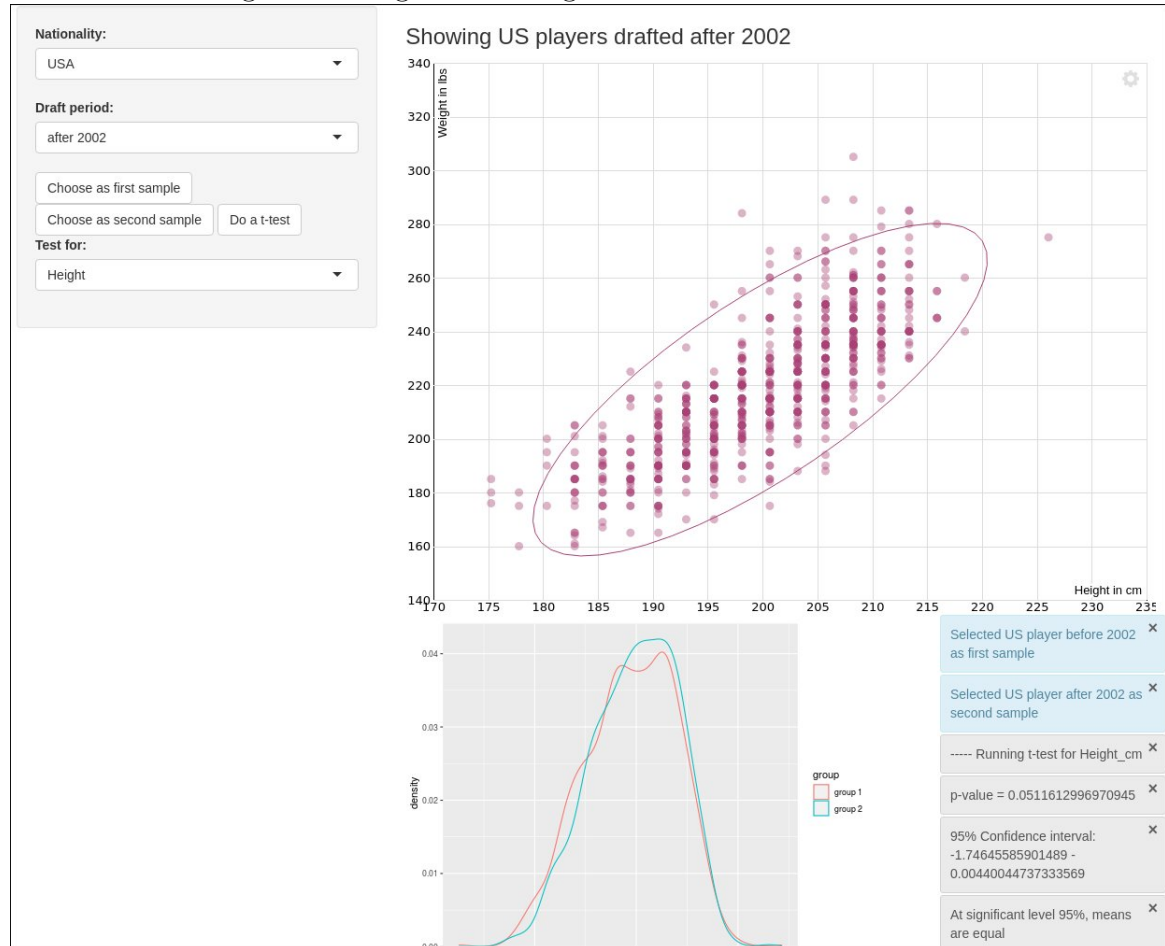 Nationality:
USA
Draft period:
after 2002
Choose as first sample
Choose as second sample
Do a t-test
Test for:
Height
Showing US players drafted after 2002
Weight in lbs
340
320
300
280
260
240
220
200
180
160
140
170
175
180
185
190
195
200
205
210
215
220
225
230
235
Height in cm
density
0.04
0.03
0.02
0.01
0.00
group
group 1
group 2
Selected US player before 2002
as first sample
Selected US player after 2002 as
second sample
----- Running t-test for Height_cm
p-value = 0.0511612996970945
95% Confidence interval:
-1.74645585901489 -
0.00440044737333569
At significant level 95%, means
are equal